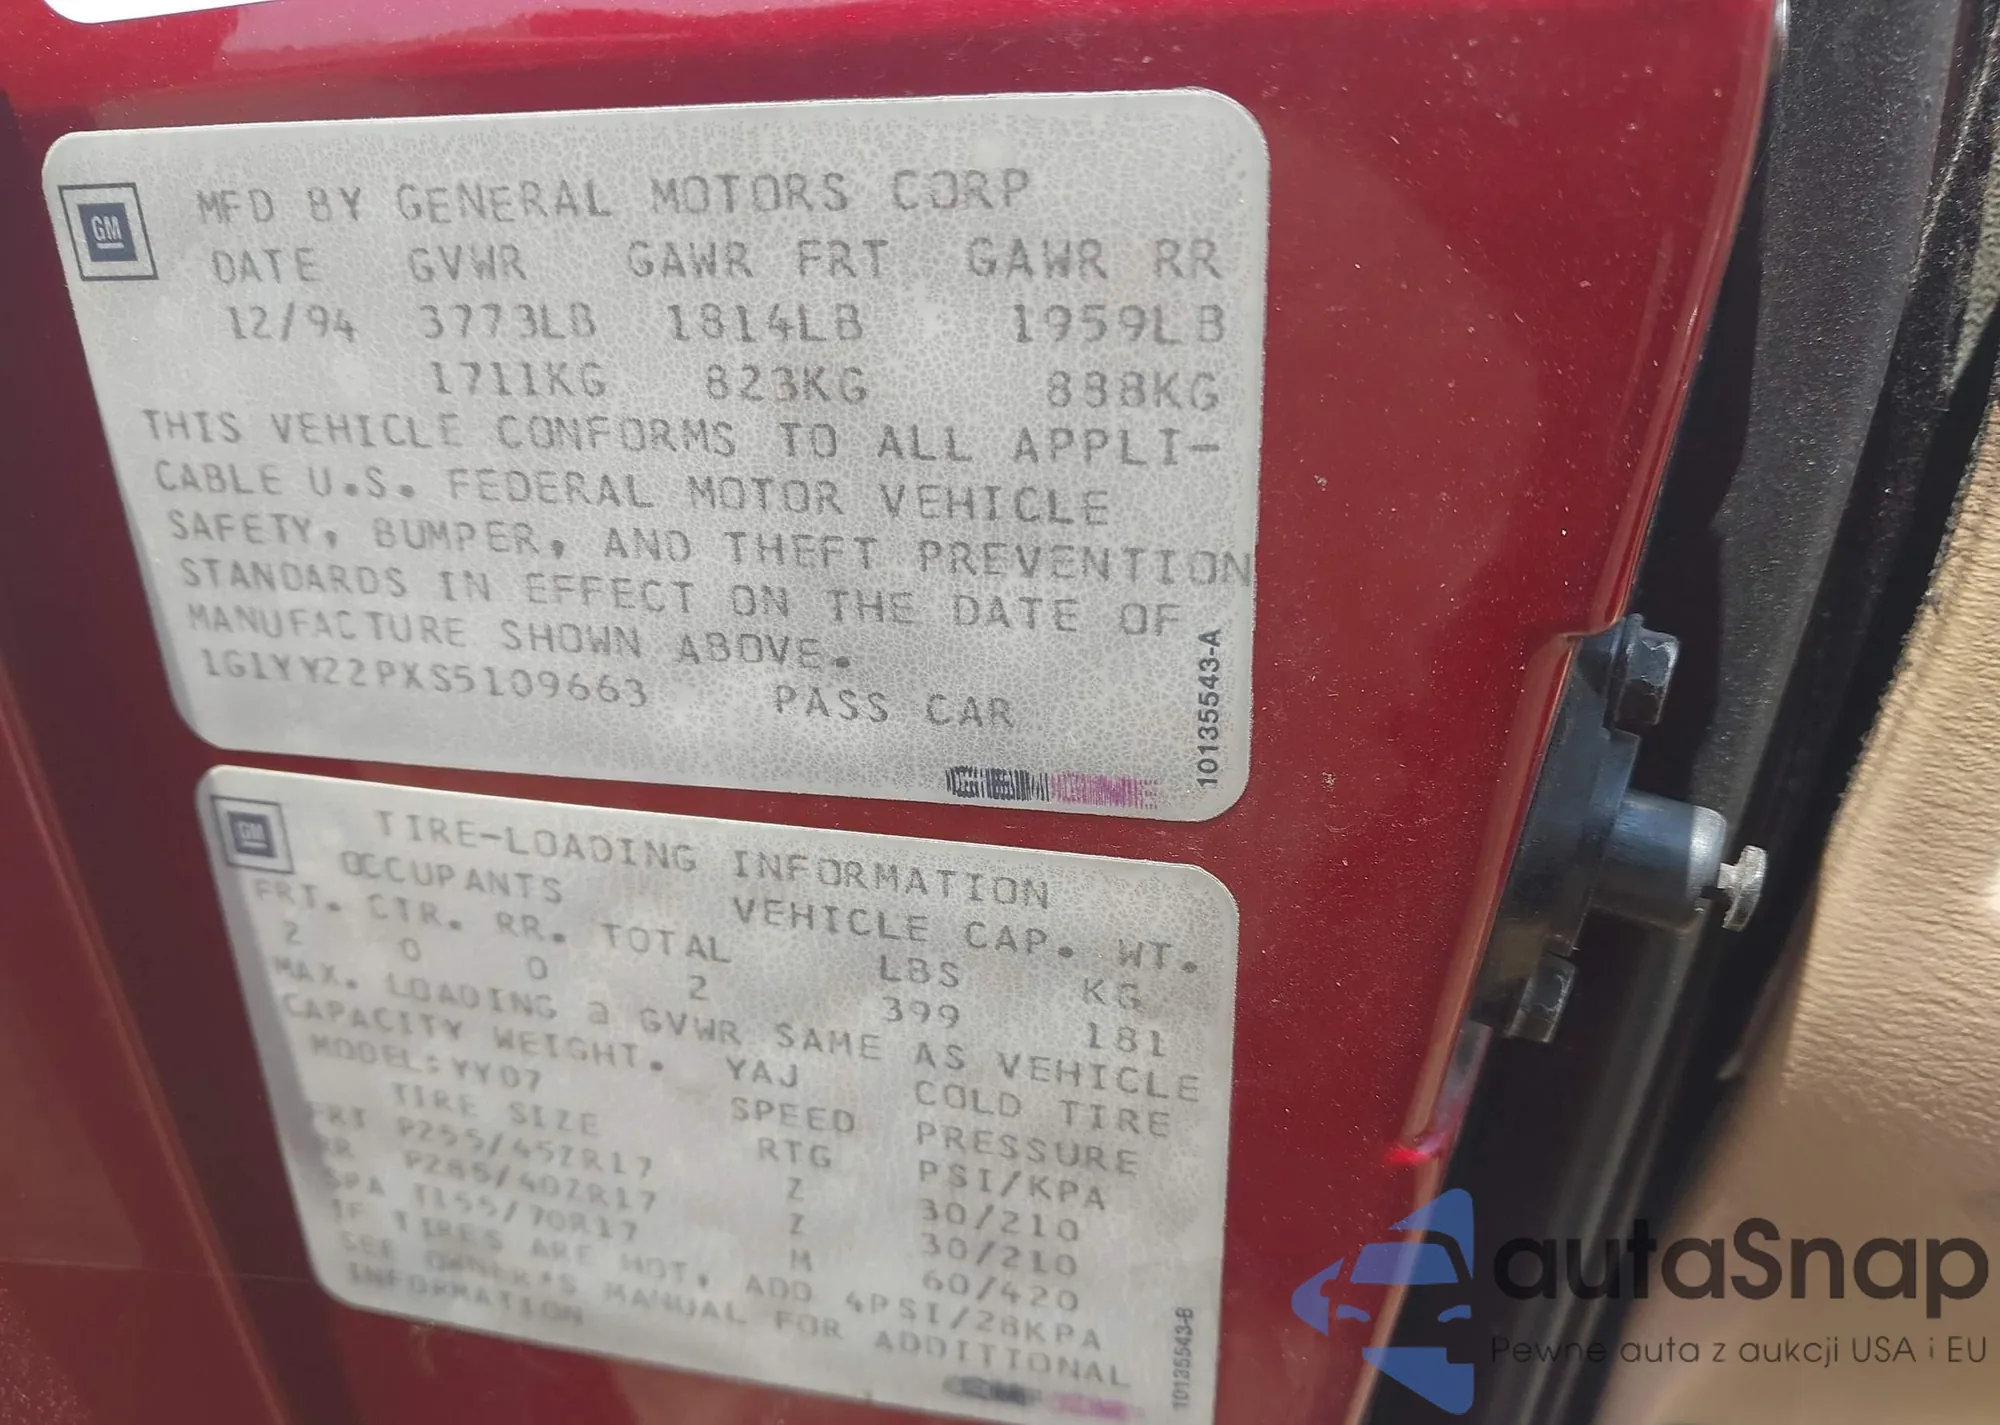 GM
MFD BY GENERAL MOTORS CORP
DATE GVWR GAWR FRT GAWR RR
12/94 3773LB 1814LB 1959LB
1711KG 823KG 888KG
THIS VEHICLE CONFORMS TO ALL APPLI-
CABLE U.S. FEDERAL MOTOR VEHICLE
SAFETY, BUMPER, AND THEFT PREVENTION
STANDARDS IN EFFECT ON THE DATE OF
MANUFACTURE SHOWN ABOVE.
1G1YY22PXS5109663 PASS CAR
10135543-A
GM
TIRE-LOADING INFORMATION
OCCUPANTS VEHICLE CAP. WT.
FRT. CTR. RR. TOTAL LBS KG
2 0 0 2 399 181
MAX. LOADING @ GVWR SAME AS VEHICLE
CAPACITY WEIGHT. YAJ COLD TIRE
MODEL:YY07 SPEED PRESSURE
TIRE SIZE RTG PSI/KPA
FRT P255/45ZR17 Z 30/210
RR P285/40ZR17 Z 30/210
SPA T155/70R17 M 60/420
IF TIRES ARE HOT, ADD 4PSI/28KPA
SEE OWNER'S MANUAL FOR ADDITIONAL
INFORMATION
10135543-B
autaSnap
Pewne auta z aukcji USA i EU